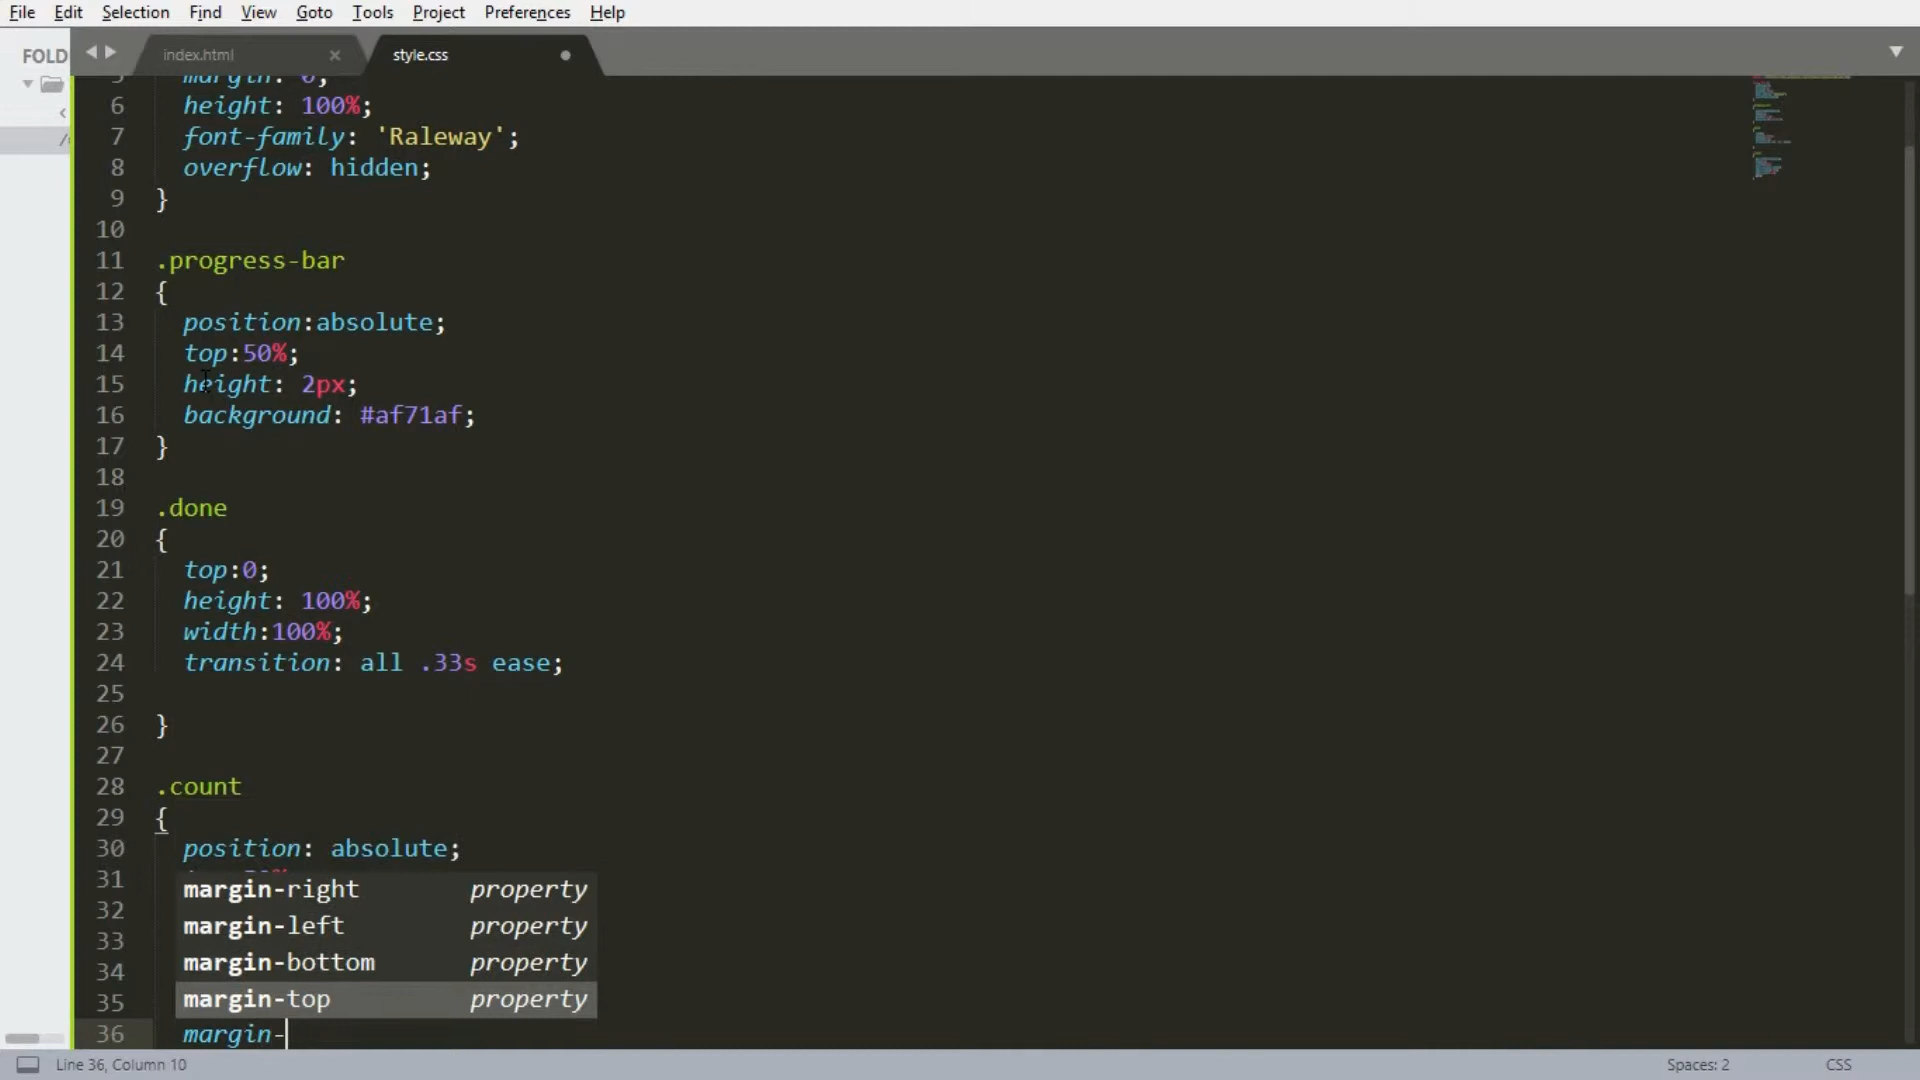 File Edit Selection Find View Goto Tools Project Preferences Help
FOLD
index.html
style.css
6 height: 100%;
7 font-family: 'Raleway';
8 overflow: hidden;
9 }
10
11 .progress-bar
12 {
13 position:absolute;
14 top:50%;
15 height: 2px;
16 background: #af71af;
17 }
18
19 .done
20 {
21 top:0;
22 height: 100%;
23 width:100%;
24 transition: all .33s ease;
25
26 }
27
28 .count
29 {
30 position: absolute;
31
32 margin-right property
33 margin-left property
34 margin-bottom property
35 margin-top property
36 margin-
Line 36, Column 10
Spaces: 2
CSS